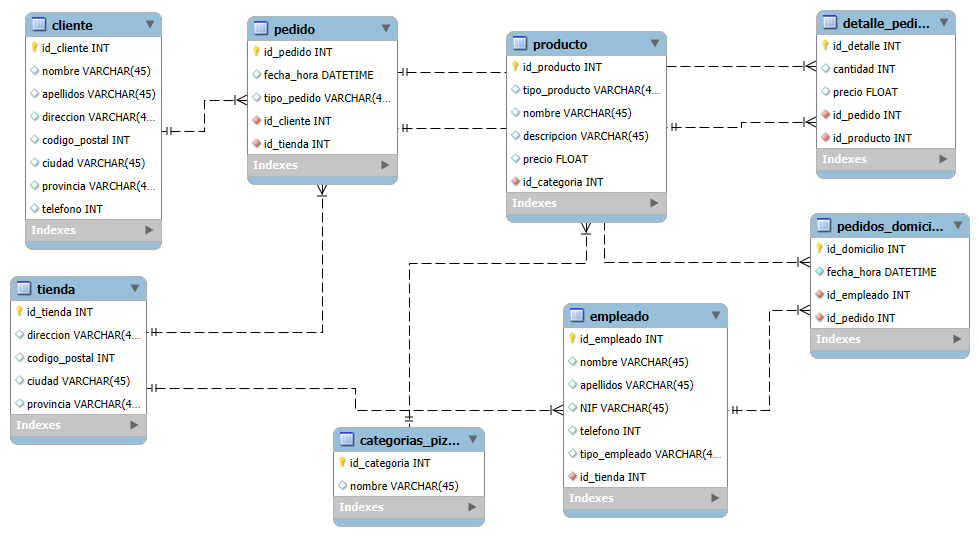 cliente
id_cliente INT
nombre VARCHAR(45)
apellidos VARCHAR(45)
direccion VARCHAR(4...
codigo_postal INT
ciudad VARCHAR(45)
provincia VARCHAR(4...
telefono INT
Indexes
pedido
id_pedido INT
fecha_hora DATETIME
tipo_pedido VARCHAR(4...
id_cliente INT
id_tienda INT
Indexes
producto
id_producto INT
tipo_producto VARCHAR(4...
nombre VARCHAR(45)
descripcion VARCHAR(45)
precio FLOAT
id_categoria INT
Indexes
detalle_pedi...
id_detalle INT
cantidad INT
precio FLOAT
id_pedido INT
id_producto INT
Indexes
pedidos_domici...
id_domicilio INT
fecha_hora DATETIME
id_empleado INT
id_pedido INT
Indexes
tienda
id_tienda INT
direccion VARCHAR(4...
codigo_postal INT
ciudad VARCHAR(45)
provincia VARCHAR(4...
Indexes
empleado
id_empleado INT
nombre VARCHAR(45)
apellidos VARCHAR(45)
NIF VARCHAR(45)
telefono INT
tipo_empleado VARCHAR(4...
id_tienda INT
Indexes
categorias_piz...
id_categoria INT
nombre VARCHAR(45)
Indexes